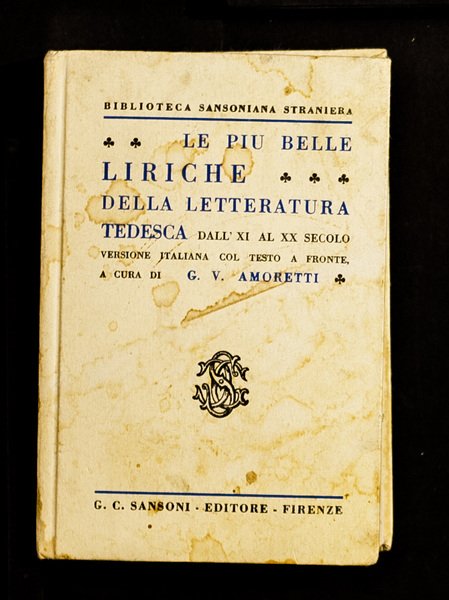 BIBLIOTECA SANSONIANA STRANIERA
LE PIU BELLE
LIRICHE
DELLA LETTERATURA
TEDESCA DALL'XI AL XX SECOLO
VERSIONE ITALIANA COL TESTO A FRONTE,
A CURA DI G. V. AMORETTI
G. C. SANSONI - EDITORE - FIRENZE